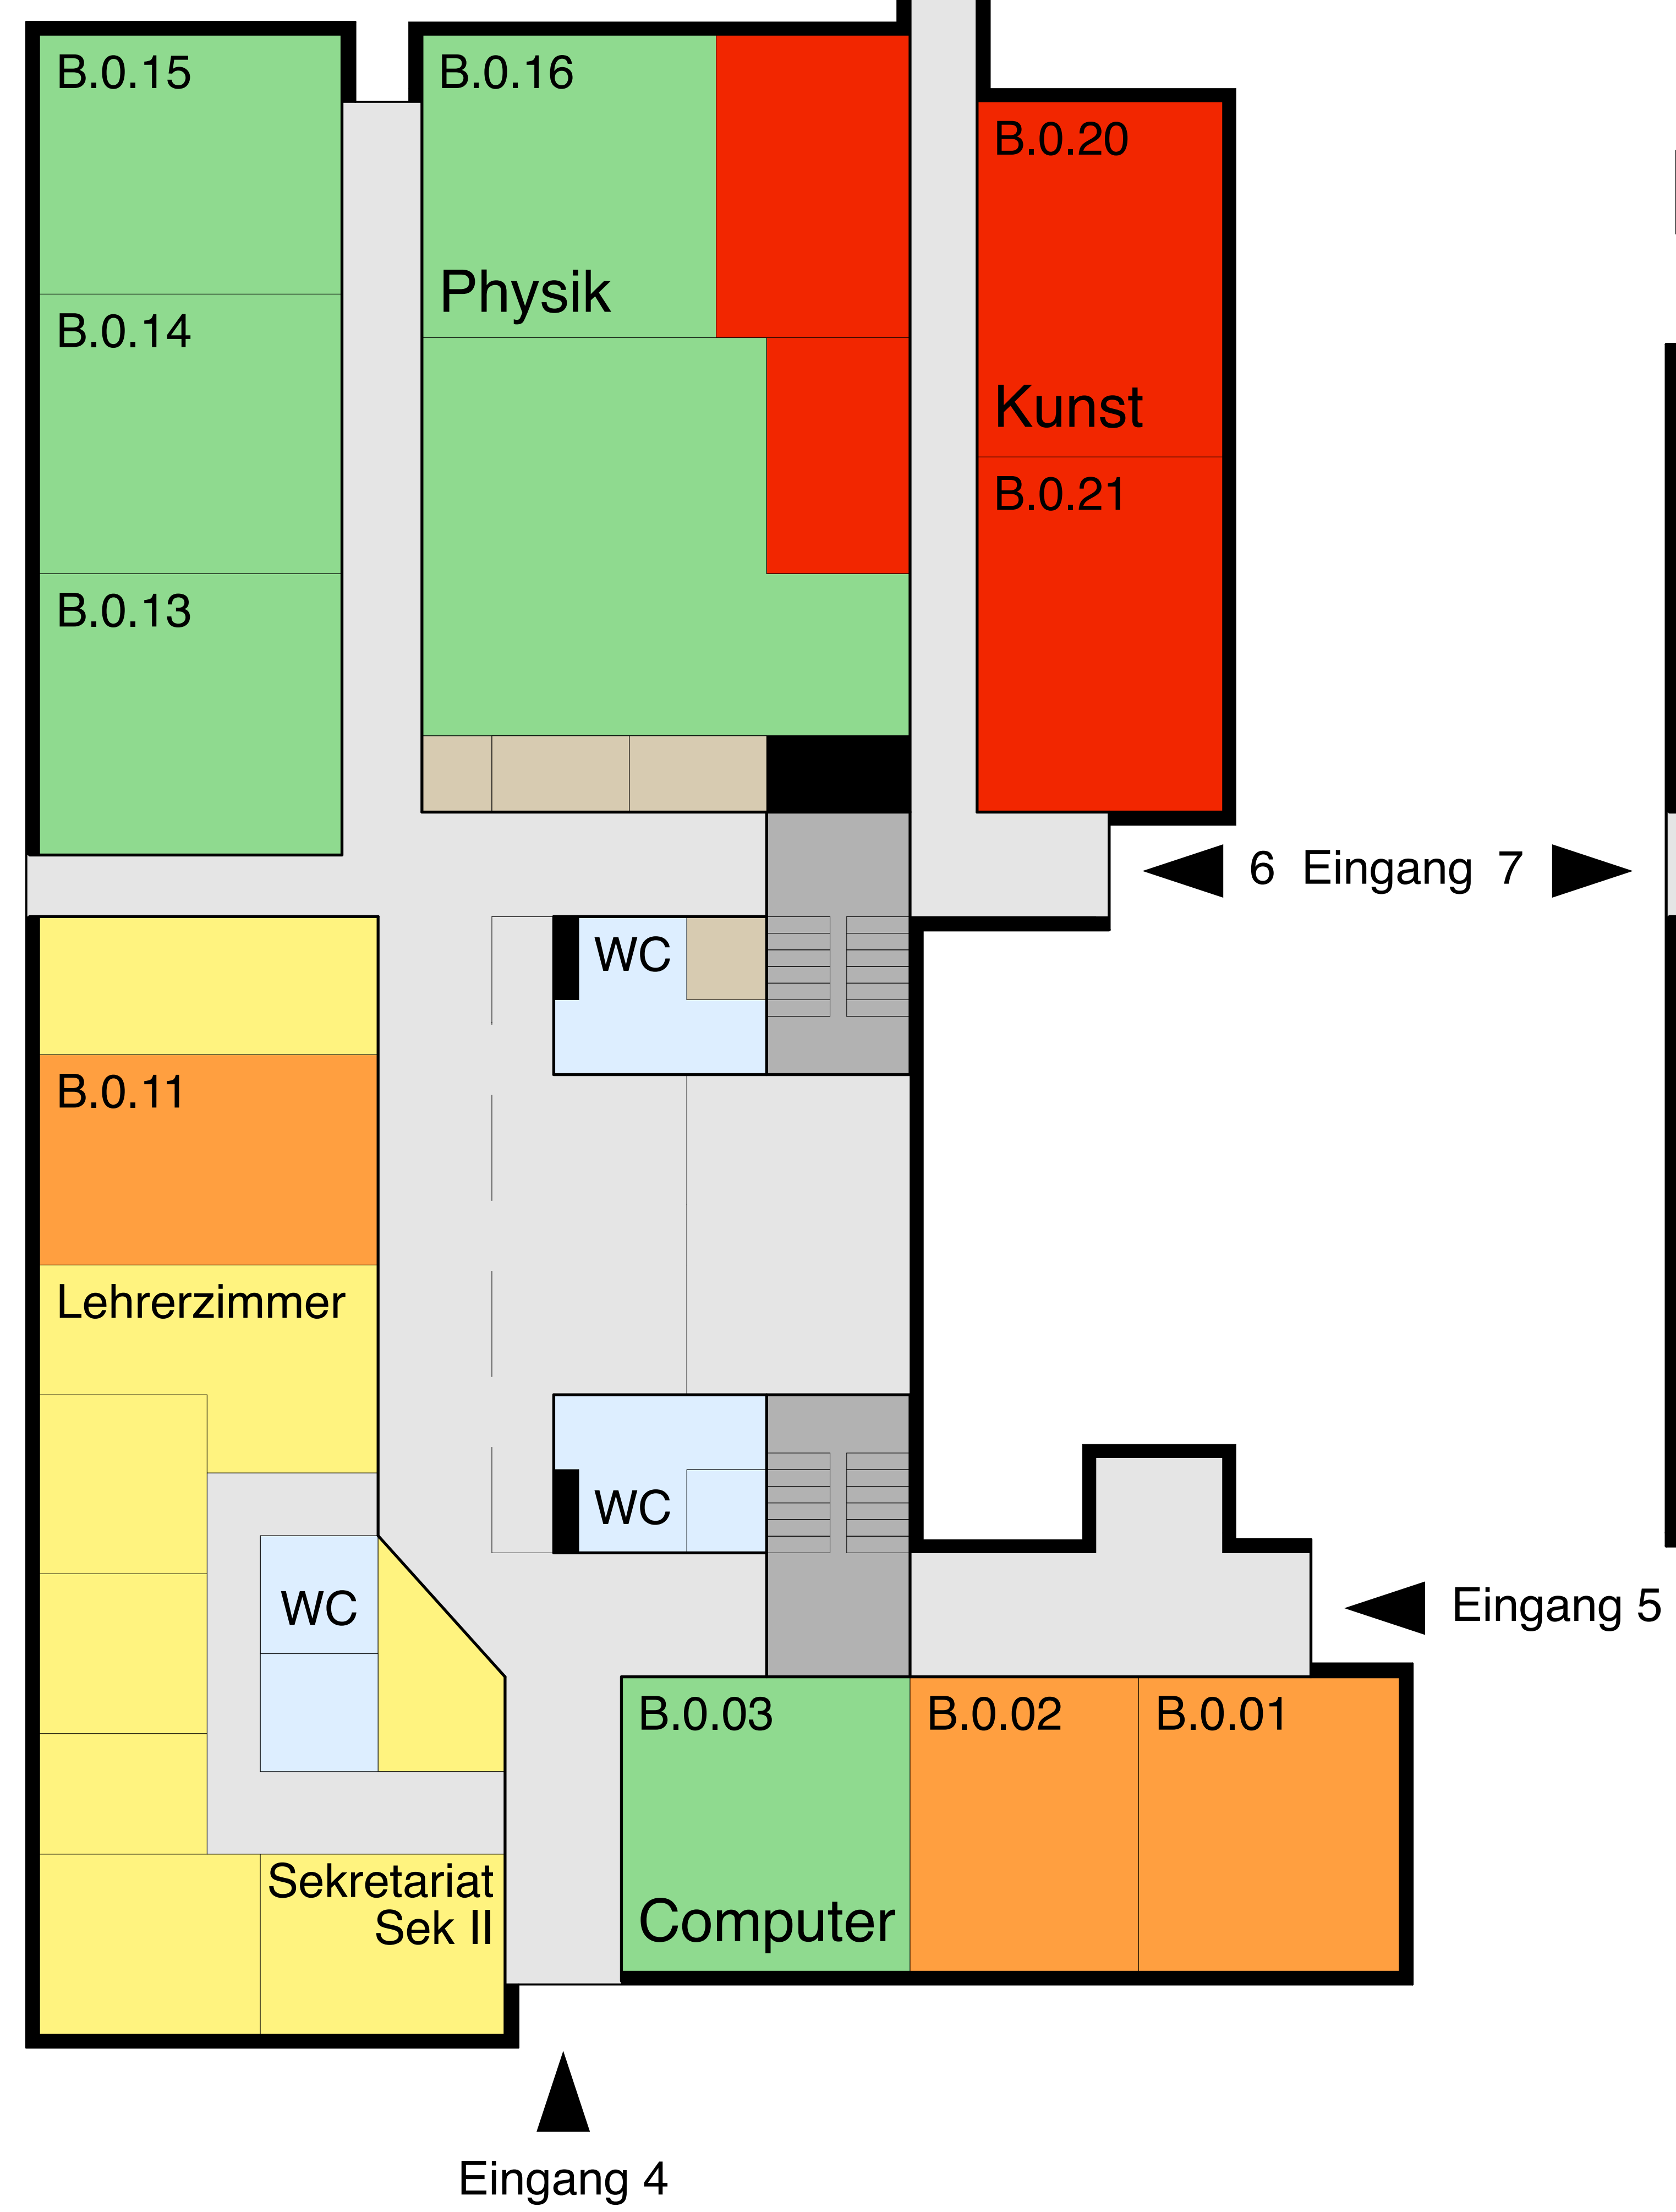 B.0.15
B.0.16
B.0.20
Physik
B.0.14
Kunst
B.0.21
B.0.13
6 Eingang 7
WC
B.0.11
Lehrerzimmer
WC
WC
Eingang 5
B.0.03
B.0.02
B.0.01
Sekretariat
Sek II
Computer
Eingang 4